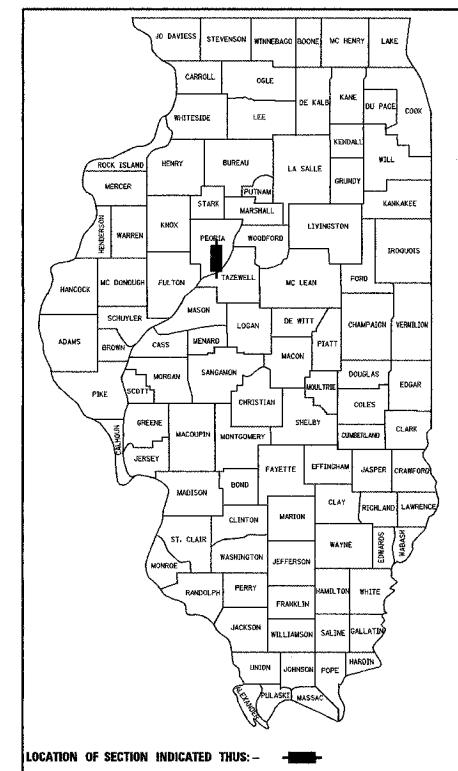 JO DAVIESS STEVENSON WINNEBAGO BOONE MC HENRY LAKE
CARROLL OGLE
DE KALB KANE
DU PAGE COOK
WHITESIDE LEE
KENDALL WILL
ROCK ISLAND HENRY BUREAU LA SALLE GRUNDY
MERCER PUTNAM KANKAKEE
STARK MARSHALL
HENDERSON WARREN KNOX PEORIA WOODFORD LIVINGSTON IROQUOIS
HANCOCK MC DONOUGH FULTON TAZEWELL MC LEAN FORD
SCHUYLER MASON
ADAMS BROWN CASS MENARD LOGAN DE WITT PIATT CHAMPAIGN VERMILION
MACON
PIKE SCOTT MORGAN SANGAMON MOULTRIE DOUGLAS EDGAR
CHRISTIAN COLES
CALHOUN GREENE MACOUPIN MONTGOMERY SHELBY CUMBERLAND CLARK
JERSEY
FAYETTE EFFINGHAM JASPER CRAWFORD
MADISON BOND CLAY
CLINTON MARION RICHLAND LAWRENCE
ST. CLAIR WAYNE EDWARDS WABASH
MONROE WASHINGTON JEFFERSON
RANDOLPH PERRY HAMILTON WHITE
FRANKLIN
JACKSON WILLIAMSON SALINE GALLATIN
UNION JOHNSON POPE HARDIN
ALEXANDER PULASKI MASSAC
LOCATION OF SECTION INDICATED THUS: -